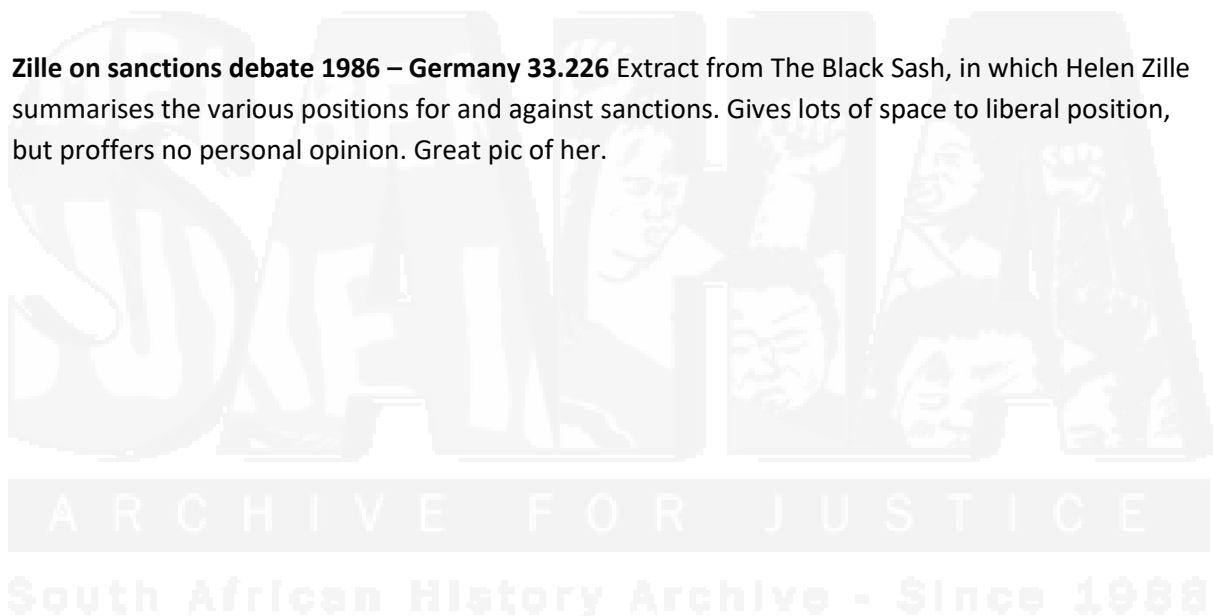 Zille on sanctions debate 1986 – Germany 33.226 Extract from The Black Sash, in which Helen Zille
summarises the various positions for and against sanctions. Gives lots of space to liberal position,
but proffers no personal opinion. Great pic of her.
SAHA
ARCHIVE FOR JUSTICE
South African History Archive - Since 1988